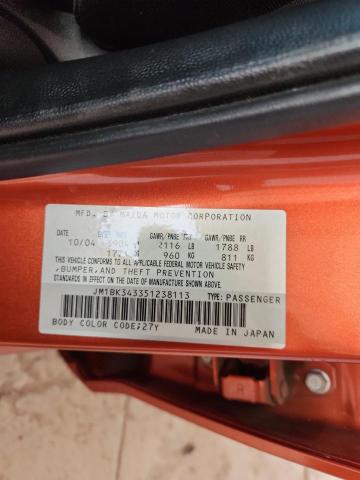 MFD. BY MAZDA MOTOR CORPORATION
DATE GAWR/PNBE FRT GAWR/PNBE RR
10/04 3904 2116 LB 1788 LB
960 KG 811 KG
THIS VEHICLE CONFORMS TO ALL APPLICABLE FEDERAL MOTOR VEHICLE SAFETY
,BUMPER,AND THEFT PREVENTION
STANDARDS IN EFFECT ON THE DATE OF MANUFACTURE SHOWN ABOVE.
JM1BK343351238113 TYPE: PASSENGER
BODY COLOR CODE;27Y MADE IN JAPAN
R